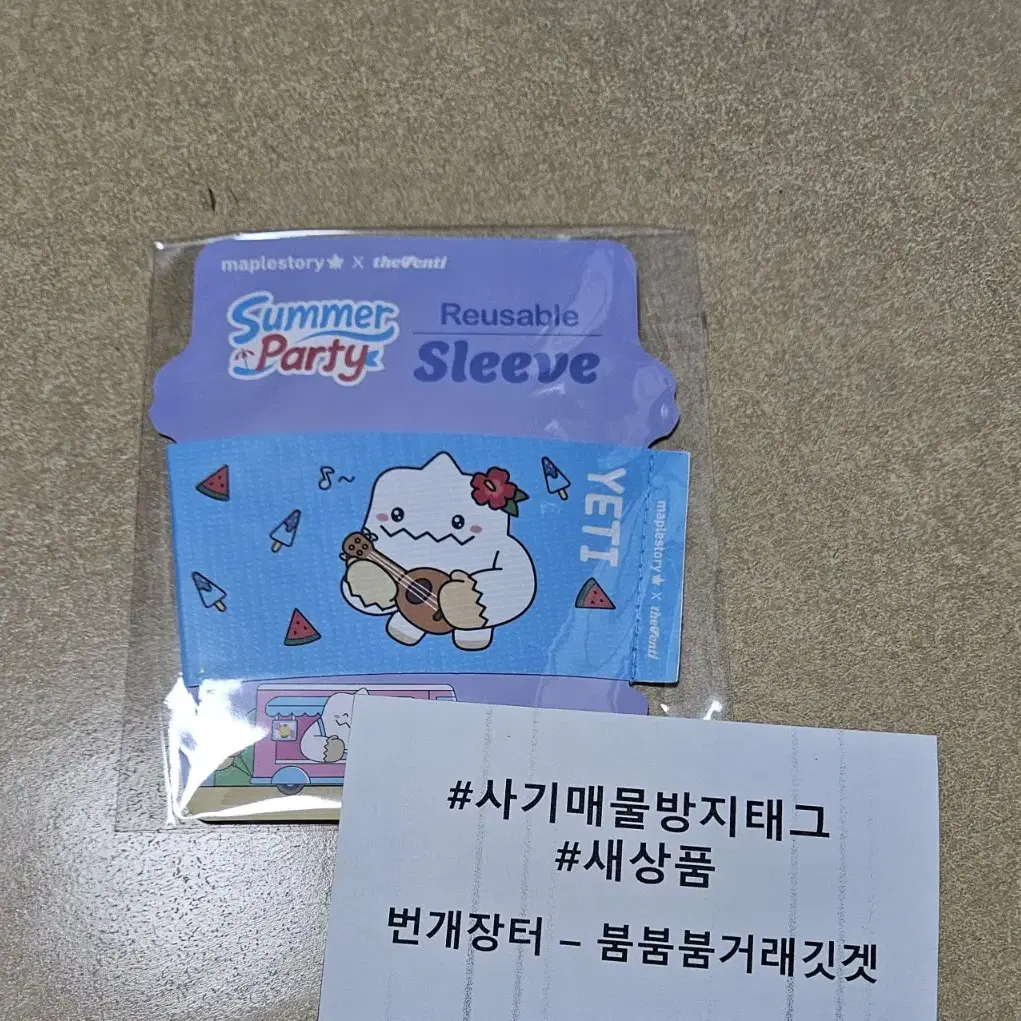 maplestory X theVenti
Summer
Party
Reusable
Sleeve
YETI
maplestory X theVenti
#사기매물방지태그
#새상품
번개장터 – 붐붐붐거래깃겟